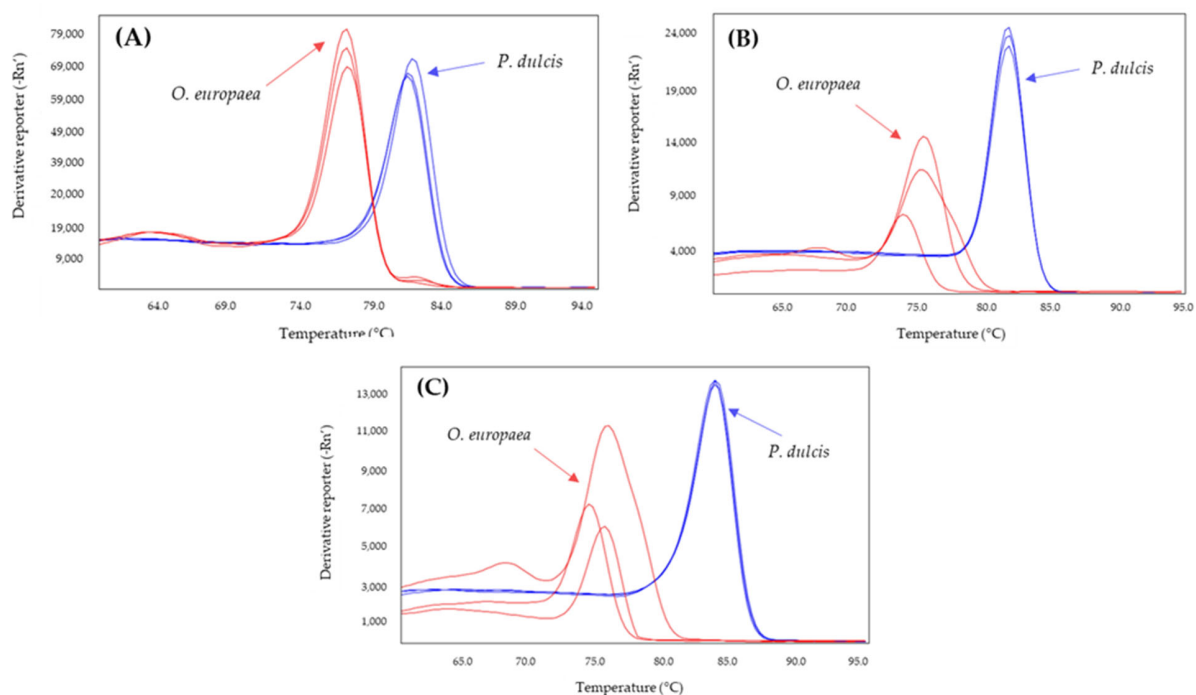 (A)
O. europaea
P. dulcis
Derivative reporter (-Rn')
79,000
69,000
59,000
49,000
39,000
20,000
19,000
9,000
64.0 69.0 74.0 79.0 84.0 89.0 94.0
Temperature (°C)
(B)
O. europaea
P. dulcis
Derivative reporter (-Rn')
24,000
19,000
14,000
9,000
4,000
65.0 70.0 75.0 80.0 85.0 90.0 95.0
Temperature (°C)
(C)
O. europaea
P. dulcis
Derivative reporter (-Rn')
13,000
11,000
9,000
7,000
5,000
3,000
1,000
65.0 75.0 80.0 85.0 90.0 95.0
Temperature (°C)